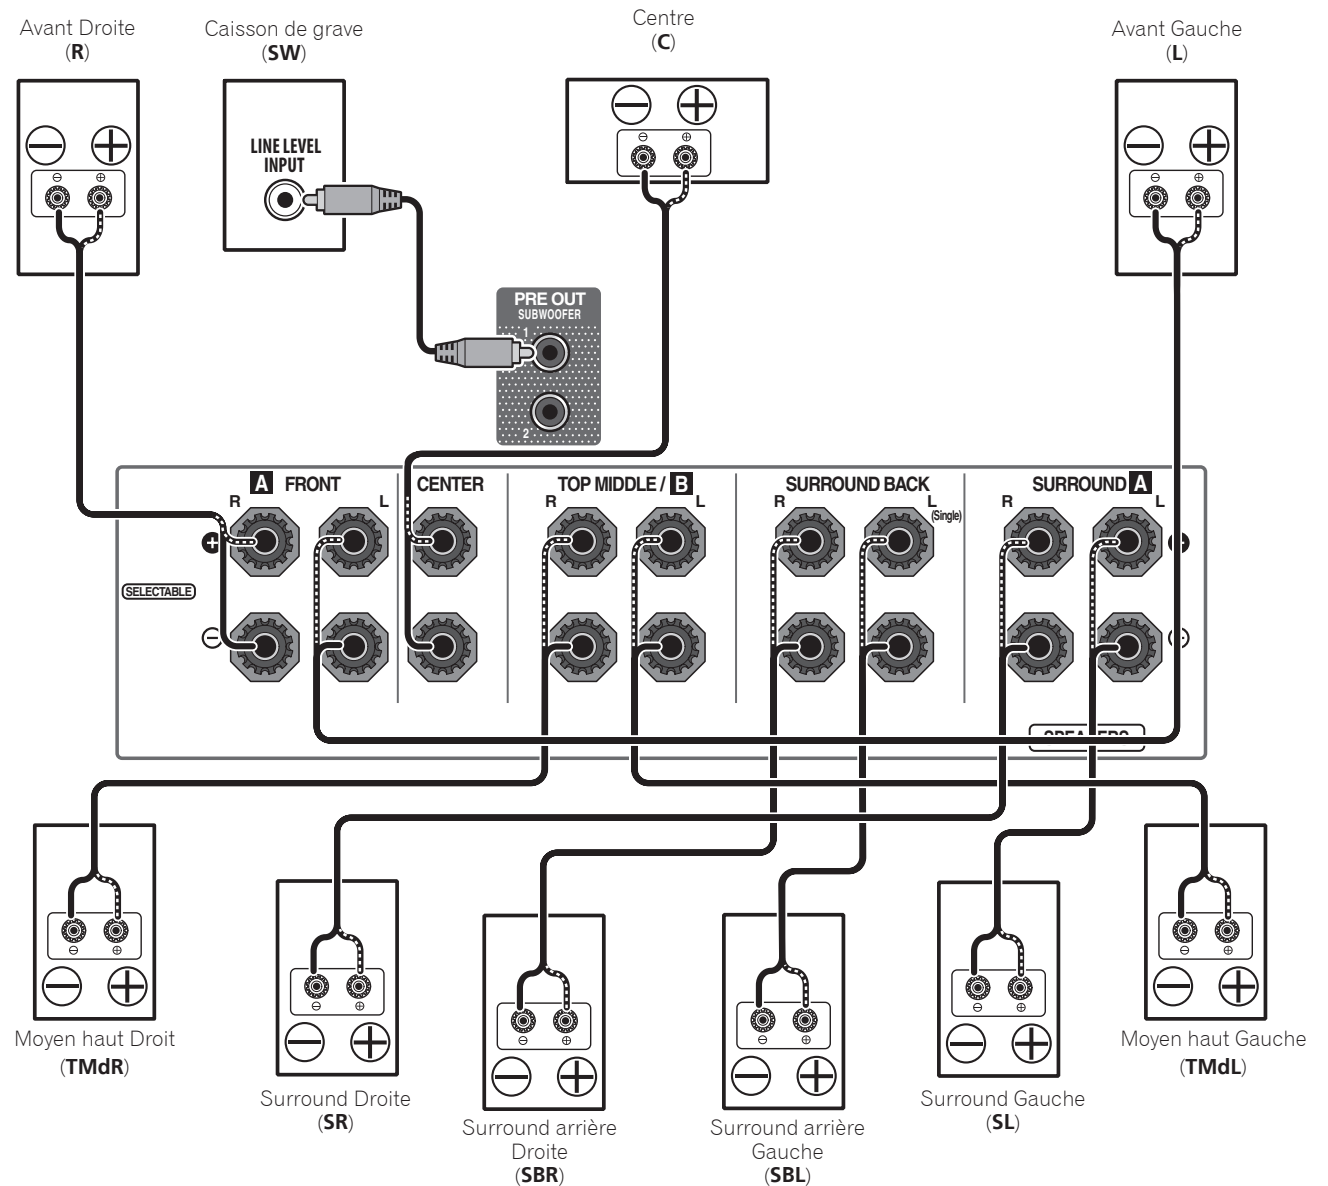 Avant Droite
(R)
Caisson de grave
(SW)
Centre
(C)
Avant Gauche
(L)
LINE LEVEL
INPUT
PRE OUT
SUBWOOFER
1
2
A FRONT
R L
CENTER
TOP MIDDLE / B
R L
SURROUND BACK
R L
(Single)
SURROUND A
R L
SELECTABLE
Moyen haut Droit
(TMdR)
Surround Droite
(SR)
Surround arrière
Droite
(SBR)
Surround arrière
Gauche
(SBL)
Surround Gauche
(SL)
Moyen haut Gauche
(TMdL)